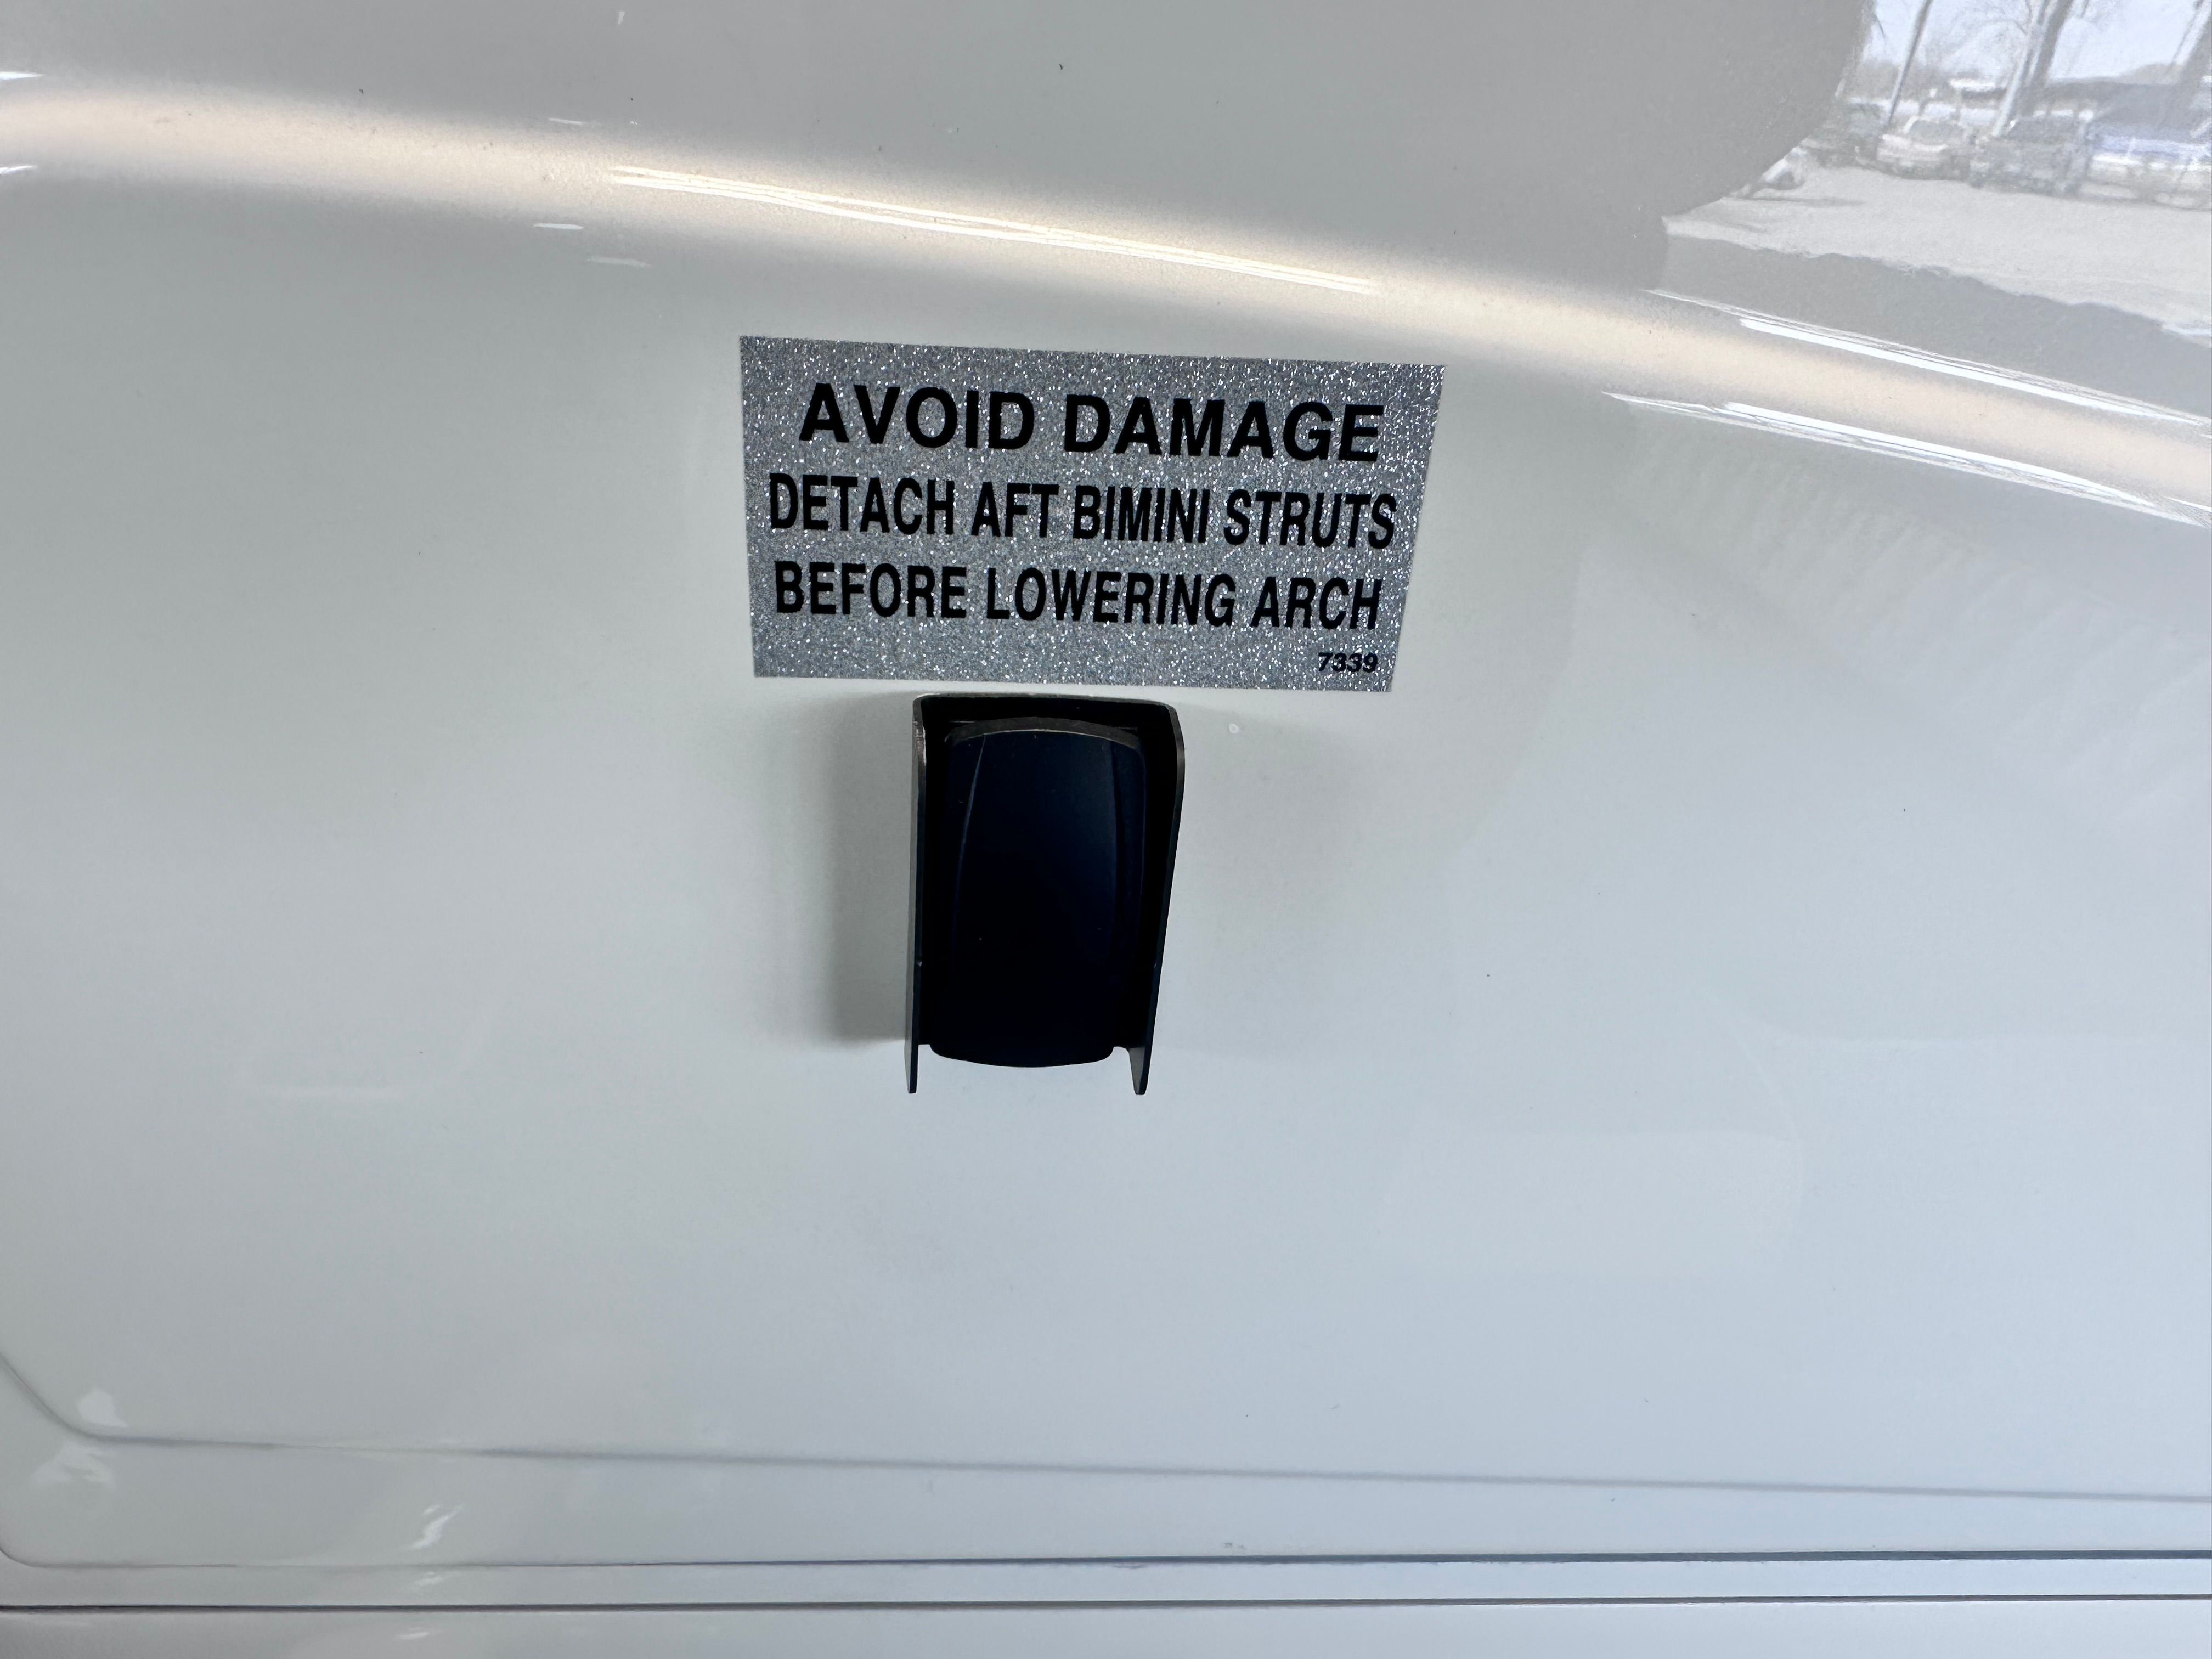 AVOID DAMAGE
DETACH AFT BIMINI STRUTS
BEFORE LOWERING ARCH
7339